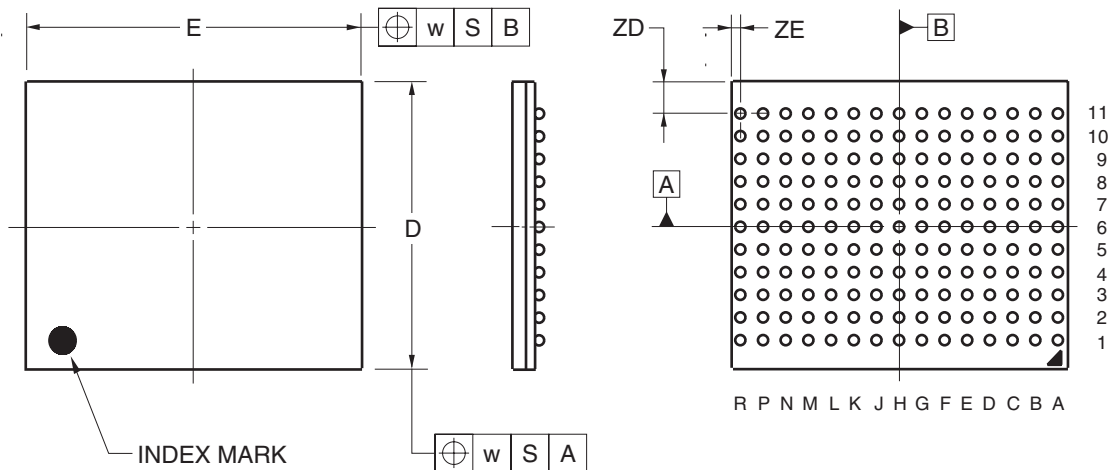 E
w S B
ZD
ZE
B
A
D
11
10
9
8
7
6
5
4
3
2
1
R P N M L K J H G F E D C B A
INDEX MARK
w S A